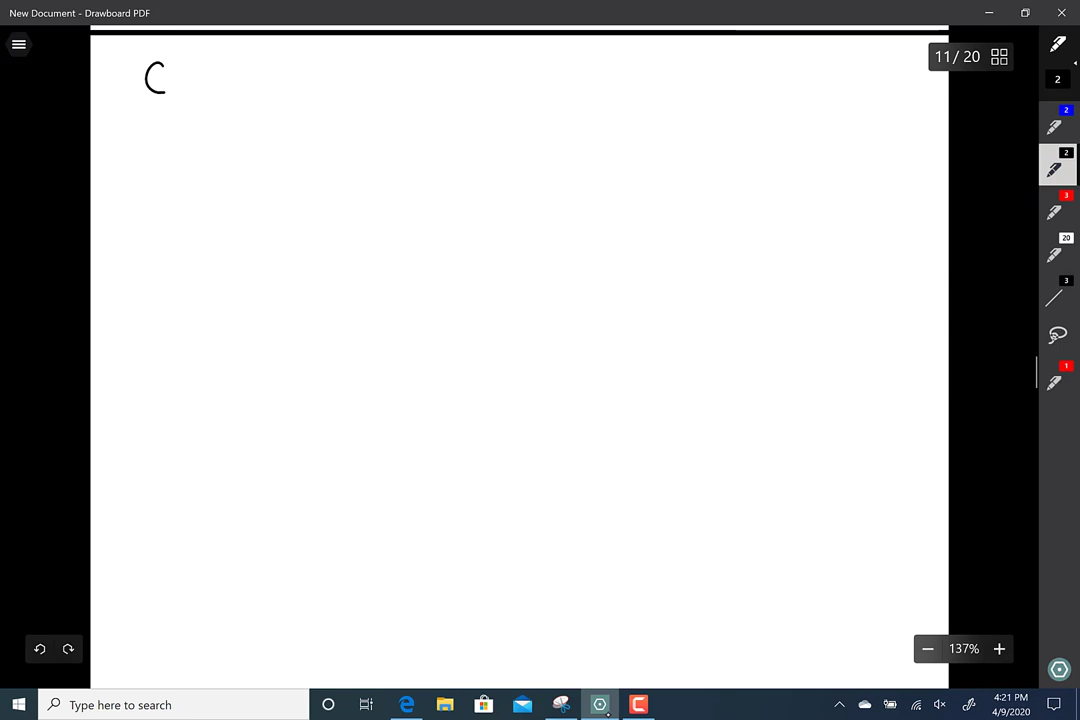 New Document - Drawboard PDF
11 / 20
C
2
2
2
3
20
3
1
137%
Type here to search
4:21 PM
4/9/2020